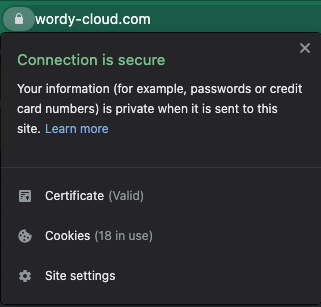 wordy-cloud.com
Connection is secure
Your information (for example, passwords or credit
card numbers) is private when it is sent to this
site. Learn more
Certificate (Valid)
Cookies (18 in use)
Site settings